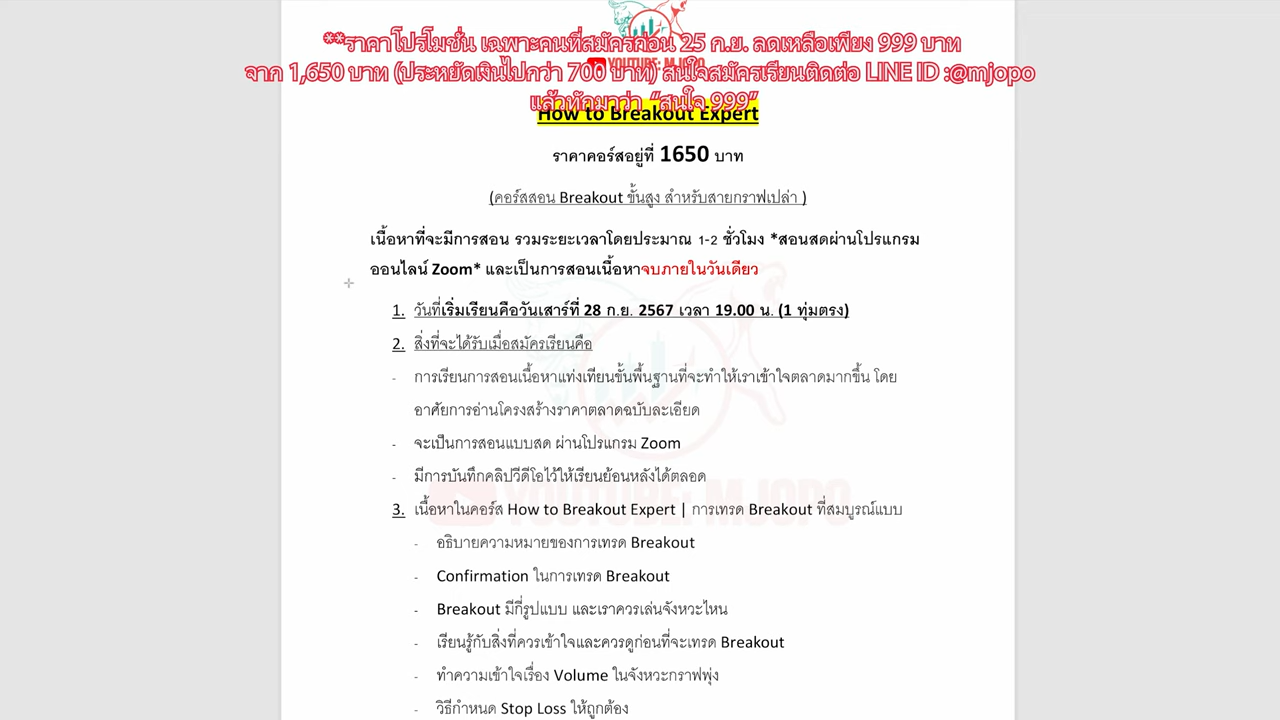 **ราคาโปรโมชั่น เฉพาะคนที่สมัครก่อน 25 ก.ย. ลดเหลือเพียง 999 บาท
จาก 1,650 บาท (ประหยัดเงินไปกว่า 700 บาท) สนใจสมัครเรียนติดต่อ LINE ID :@mjopo
แล้วทักมาว่า “สนใจ 999”
YOUTUBE: M.JOPO
How to Breakout Expert
ราคาคอร์สอยู่ที่ 1650 บาท
(คอร์สสอน Breakout ขั้นสูง สำหรับสายกราฟเปล่า )
เนื้อหาที่จะมีการสอน รวมระยะเวลาโดยประมาณ 1-2 ชั่วโมง *สอนสดผ่านโปรแกรม
ออนไลน์ Zoom* และเป็นการสอนเนื้อหาจบภายในวันเดียว
1. วันที่เริ่มเรียนคือวันเสาร์ที่ 28 ก.ย. 2567 เวลา 19.00 น. (1 ทุ่มตรง)
2. สิ่งที่จะได้รับเมื่อสมัครเรียนคือ
- การเรียนการสอนเนื้อหาแท่งเทียนขั้นพื้นฐานที่จะทำให้เราเข้าใจตลาดมากขึ้น โดย
อาศัยการอ่านโครงสร้างราคาตลาดฉบับละเอียด
- จะเป็นการสอนแบบสด ผ่านโปรแกรม Zoom
- มีการบันทึกคลิปวีดีโอไว้ให้เรียนย้อนหลังได้ตลอด
YOUTUBE: M.JOPO
3. เนื้อหาในคอร์ส How to Breakout Expert | การเทรด Breakout ที่สมบูรณ์แบบ
- อธิบายความหมายของการเทรด Breakout
- Confirmation ในการเทรด Breakout
- Breakout มีกี่รูปแบบ และเราควรเล่นจังหวะไหน
- เรียนรู้กับสิ่งที่ควรเข้าใจและควรดูก่อนที่จะเทรด Breakout
- ทำความเข้าใจเรื่อง Volume ในจังหวะกราฟพุ่ง
- วิธีกำหนด Stop Loss ให้ถูกต้อง